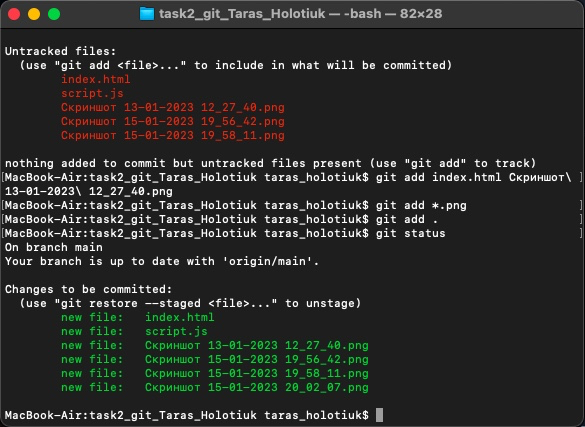 task2_git_Taras_Holotiuk — -bash — 82×28
Untracked files:
  (use "git add <file>..." to include in what will be committed)
        index.html
        script.js
        Скриншот 13-01-2023 12_27_40.png
        Скриншот 15-01-2023 19_56_42.png
        Скриншот 15-01-2023 19_58_11.png

nothing added to commit but untracked files present (use "git add" to track)
[MacBook-Air:task2_git_Taras_Holotiuk taras_holotiuk$ git add index.html Скриншот\ ]
13-01-2023\ 12_27_40.png
[MacBook-Air:task2_git_Taras_Holotiuk taras_holotiuk$ git add *.png ]
[MacBook-Air:task2_git_Taras_Holotiuk taras_holotiuk$ git add . ]
[MacBook-Air:task2_git_Taras_Holotiuk taras_holotiuk$ git status ]
On branch main
Your branch is up to date with 'origin/main'.

Changes to be committed:
  (use "git restore --staged <file>..." to unstage)
        new file:   index.html
        new file:   script.js
        new file:   Скриншот 13-01-2023 12_27_40.png
        new file:   Скриншот 15-01-2023 19_56_42.png
        new file:   Скриншот 15-01-2023 19_58_11.png
        new file:   Скриншот 15-01-2023 20_02_07.png

MacBook-Air:task2_git_Taras_Holotiuk taras_holotiuk$